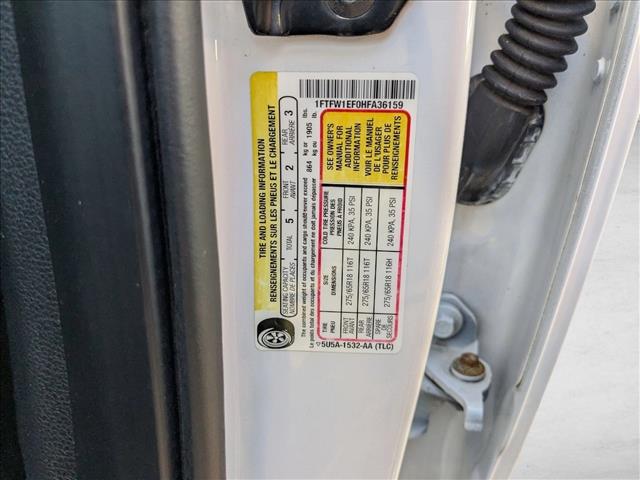 TIRE AND LOADING INFORMATION
RENSEIGNEMENTS SUR LES PNEUS ET LE CHARGEMENT
SEATING CAPACITY
NOMBRE DE PLACES
TOTAL 5
FRONT
AVANT 2
REAR
ARRIÈRE 3
The combined weight of occupants and cargo should never exceed 864 kg or 1905 lbs.
Le poids total des occupants et du chargement ne doit jamais dépasser 864 kg ou 1905 lb.
TIRE
PNEU
SIZE
DIMENSIONS
COLD TIRE PRESSURE
PRESSION DES
PNEUS À FROID
FRONT
AVANT
275/65R18 116T
240 KPA, 35 PSI
REAR
ARRIÈRE
275/65R18 116T
240 KPA, 35 PSI
SPARE
DE SECOURS
275/65R18 116H
240 KPA, 35 PSI
SEE OWNER'S
MANUAL FOR
ADDITIONAL
INFORMATION
VOIR LE MANUEL
DE L'USAGER
POUR PLUS DE
RENSEIGNEMENTS
5U5A-1532-AA (TLC)
1FTFW1EF0HFA36159